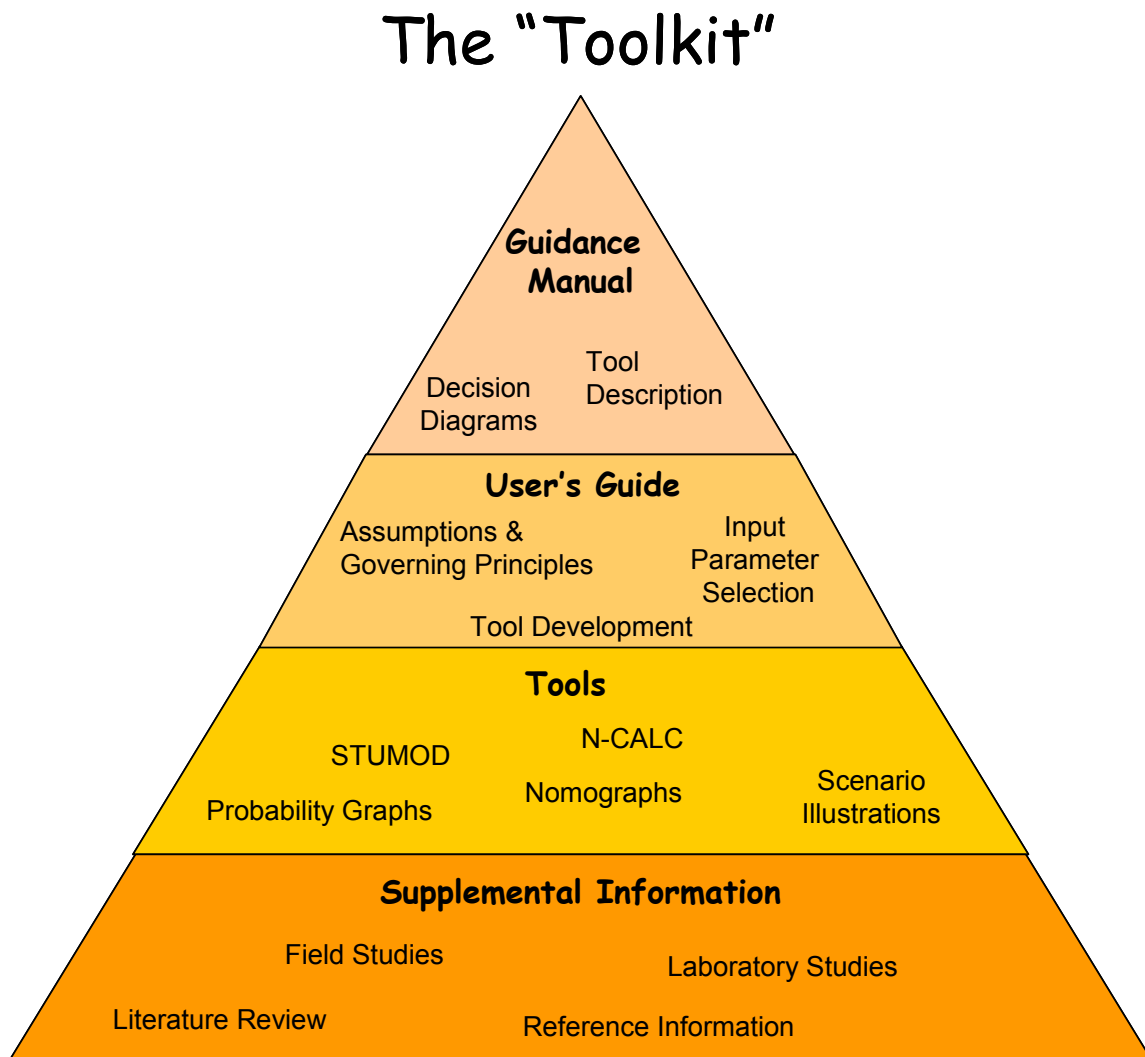 The “Toolkit”
Guidance
Manual
Decision
Diagrams
Tool
Description
User’s Guide
Assumptions &
Governing Principles
Input
Parameter
Selection
Tool Development
Tools
STUMOD
N-CALC
Probability Graphs
Nomographs
Scenario
Illustrations
Supplemental Information
Field Studies
Laboratory Studies
Literature Review
Reference Information